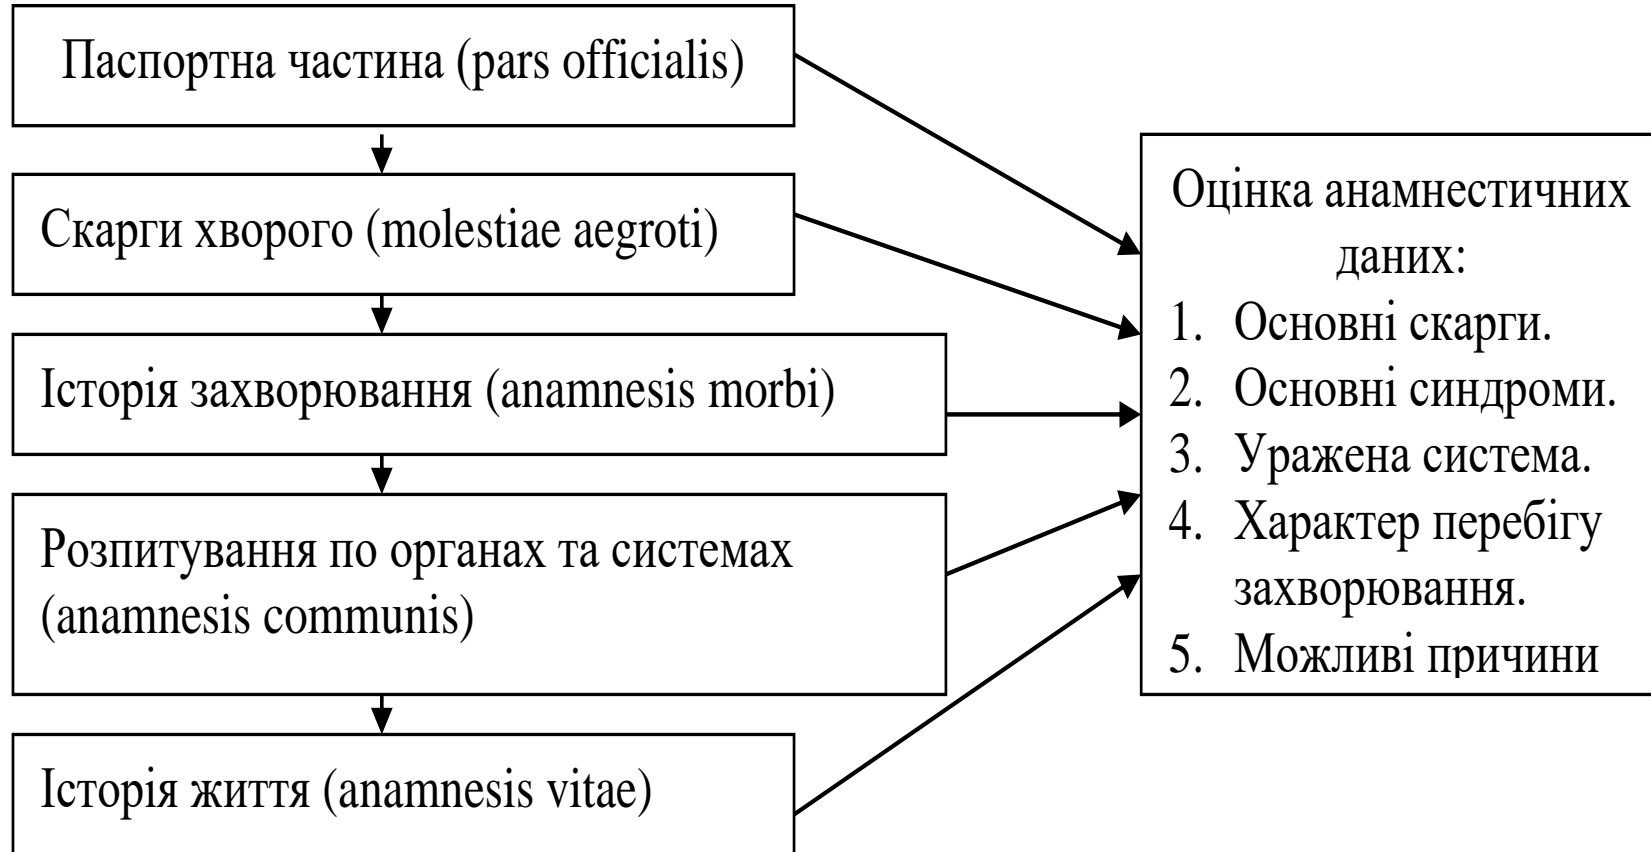 Паспортна частина (pars officialis)
Скарги хворого (molestiae aegroti)
Історія захворювання (anamnesis morbi)
Розпитування по органах та системах
(anamnesis communis)
Історія життя (anamnesis vitae)
Оцінка анамнестичних
даних:
1. Основні скарги.
2. Основні синдроми.
3. Уражена система.
4. Характер перебігу
захворювання.
5. Можливі причини